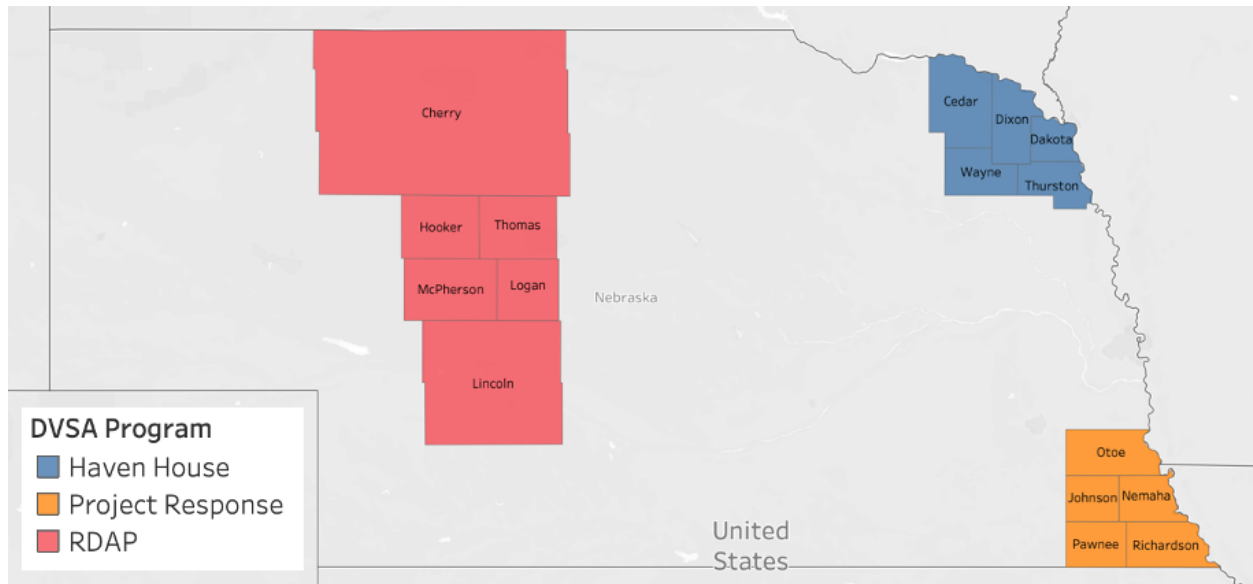 Cherry
Cedar
Dixon
Dakota
Wayne
Thurston
Hooker
Thomas
McPherson
Logan
Nebraska
Lincoln
DVSA Program
Haven House
Project Response
RDAP
Otoe
Johnson
Nemaha
Pawnee
Richardson
United
States